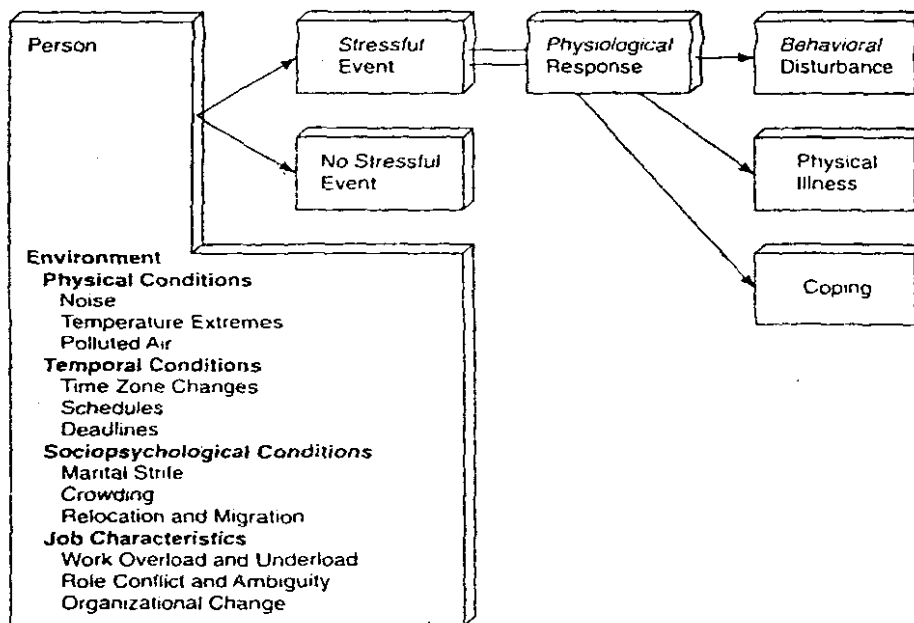 Person
Stressful
Event
Physiological
Response
Behavioral
Disturbance
No Stressful
Event
Physical
Illness
Coping
Environment
Physical Conditions
Noise
Temperature Extremes
Polluted Air
Temporal Conditions
Time Zone Changes
Schedules
Deadlines
Sociopsychological Conditions
Marital Strife
Crowding
Relocation and Migration
Job Characteristics
Work Overload and Underload
Role Conflict and Ambiguity
Organizational Change